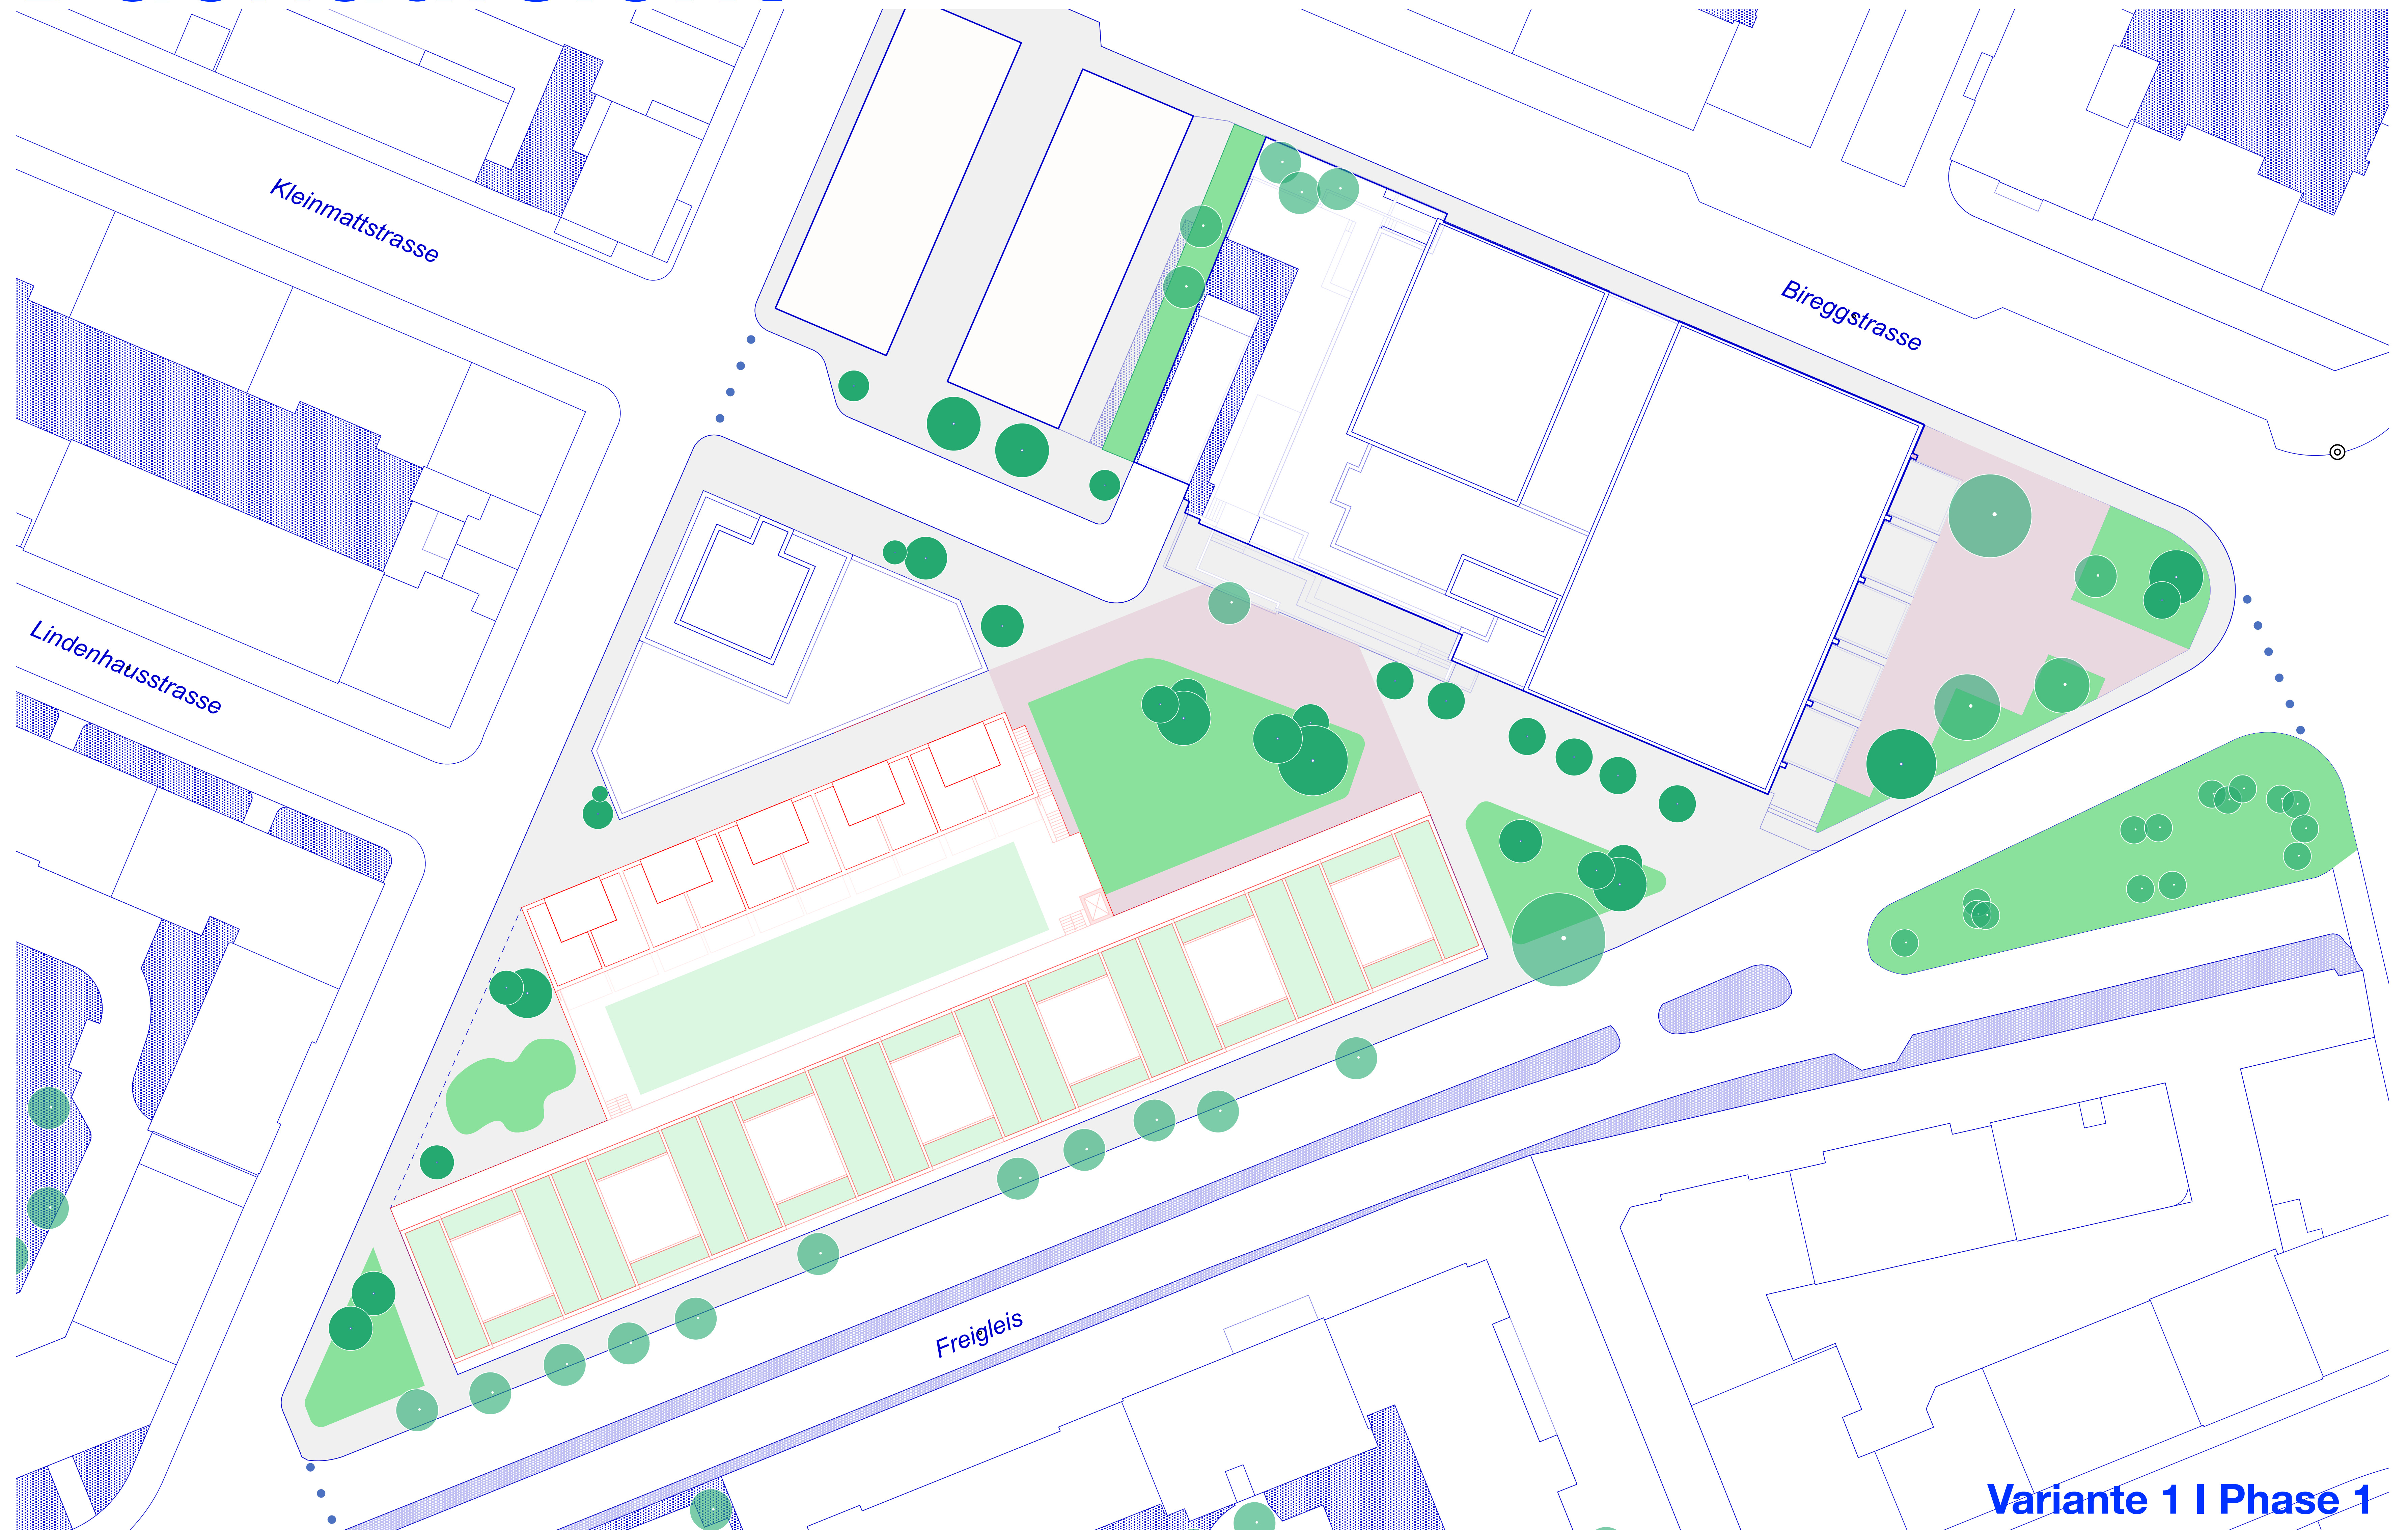 Kleinmattstrasse
Bireggstrasse
Lindenhausstrasse
Freigleis
Variante 1 I Phase 1